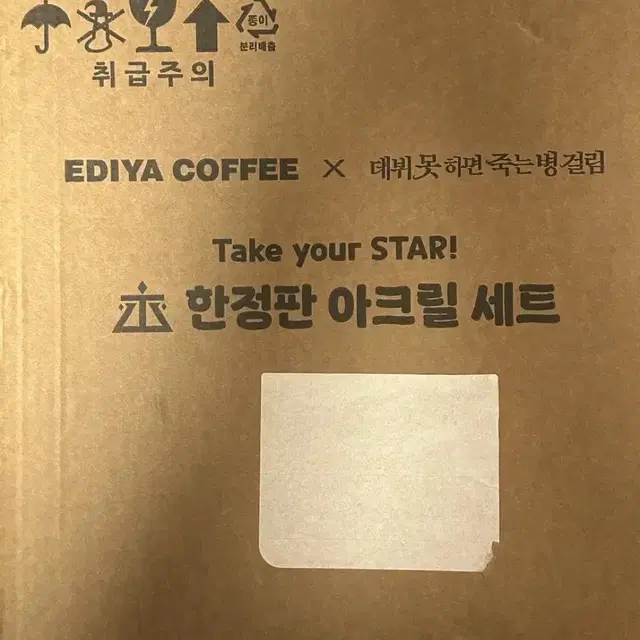 종이
분리배출
취급주의
EDIYA COFFEE × 데뷔 못 하면 죽는 병 걸림
Take your STAR!
한정판 아크릴 세트